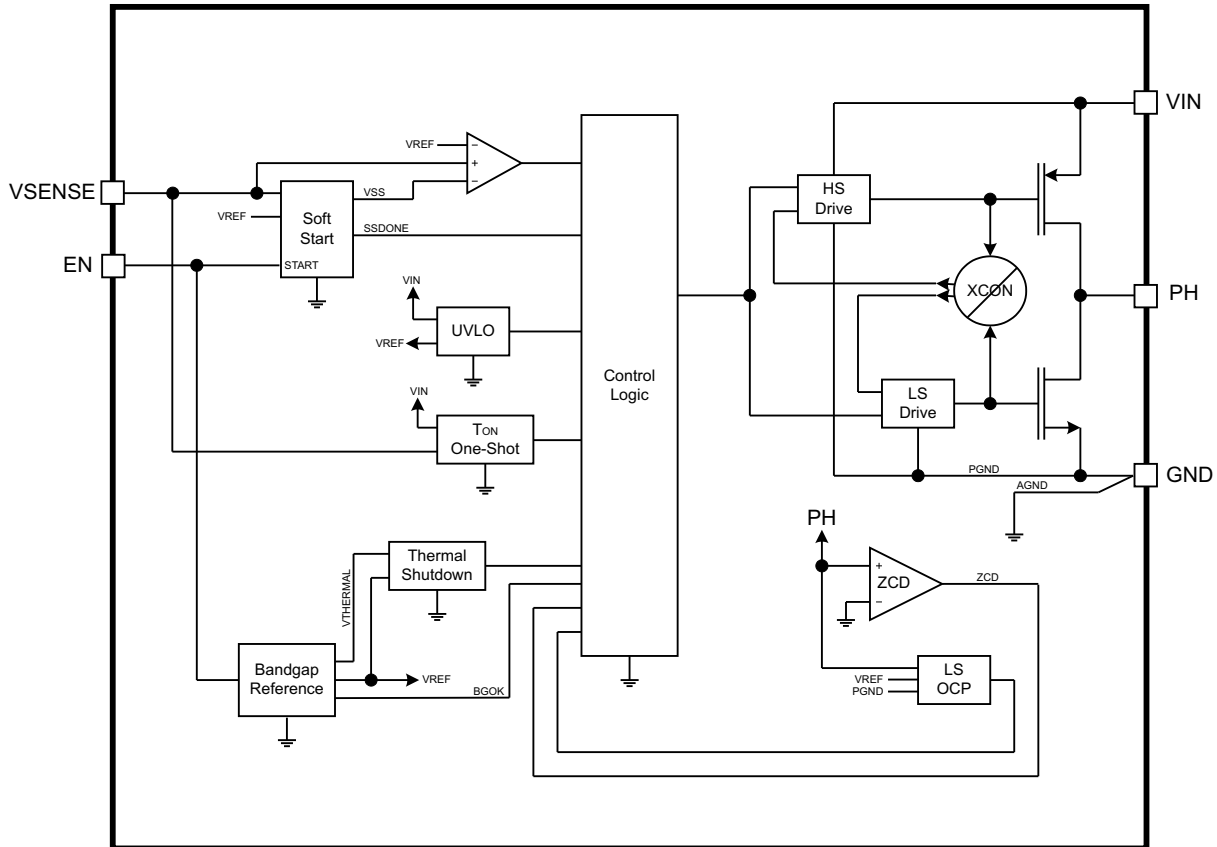 VIN
VREF
−
+
−
VSENSE
VSS
VREF
Soft
Start
SSDONE
START
EN
HS
Drive
XCON
PH
VIN
UVLO
VREF
Control
Logic
VIN
TON
One-Shot
LS
Drive
PGND
AGND
GND
PH
Thermal
Shutdown
VTHERMAL
+
ZCD
−
ZCD
Bandgap
Reference
VREF
BGOK
LS
OCP
VREF
PGND